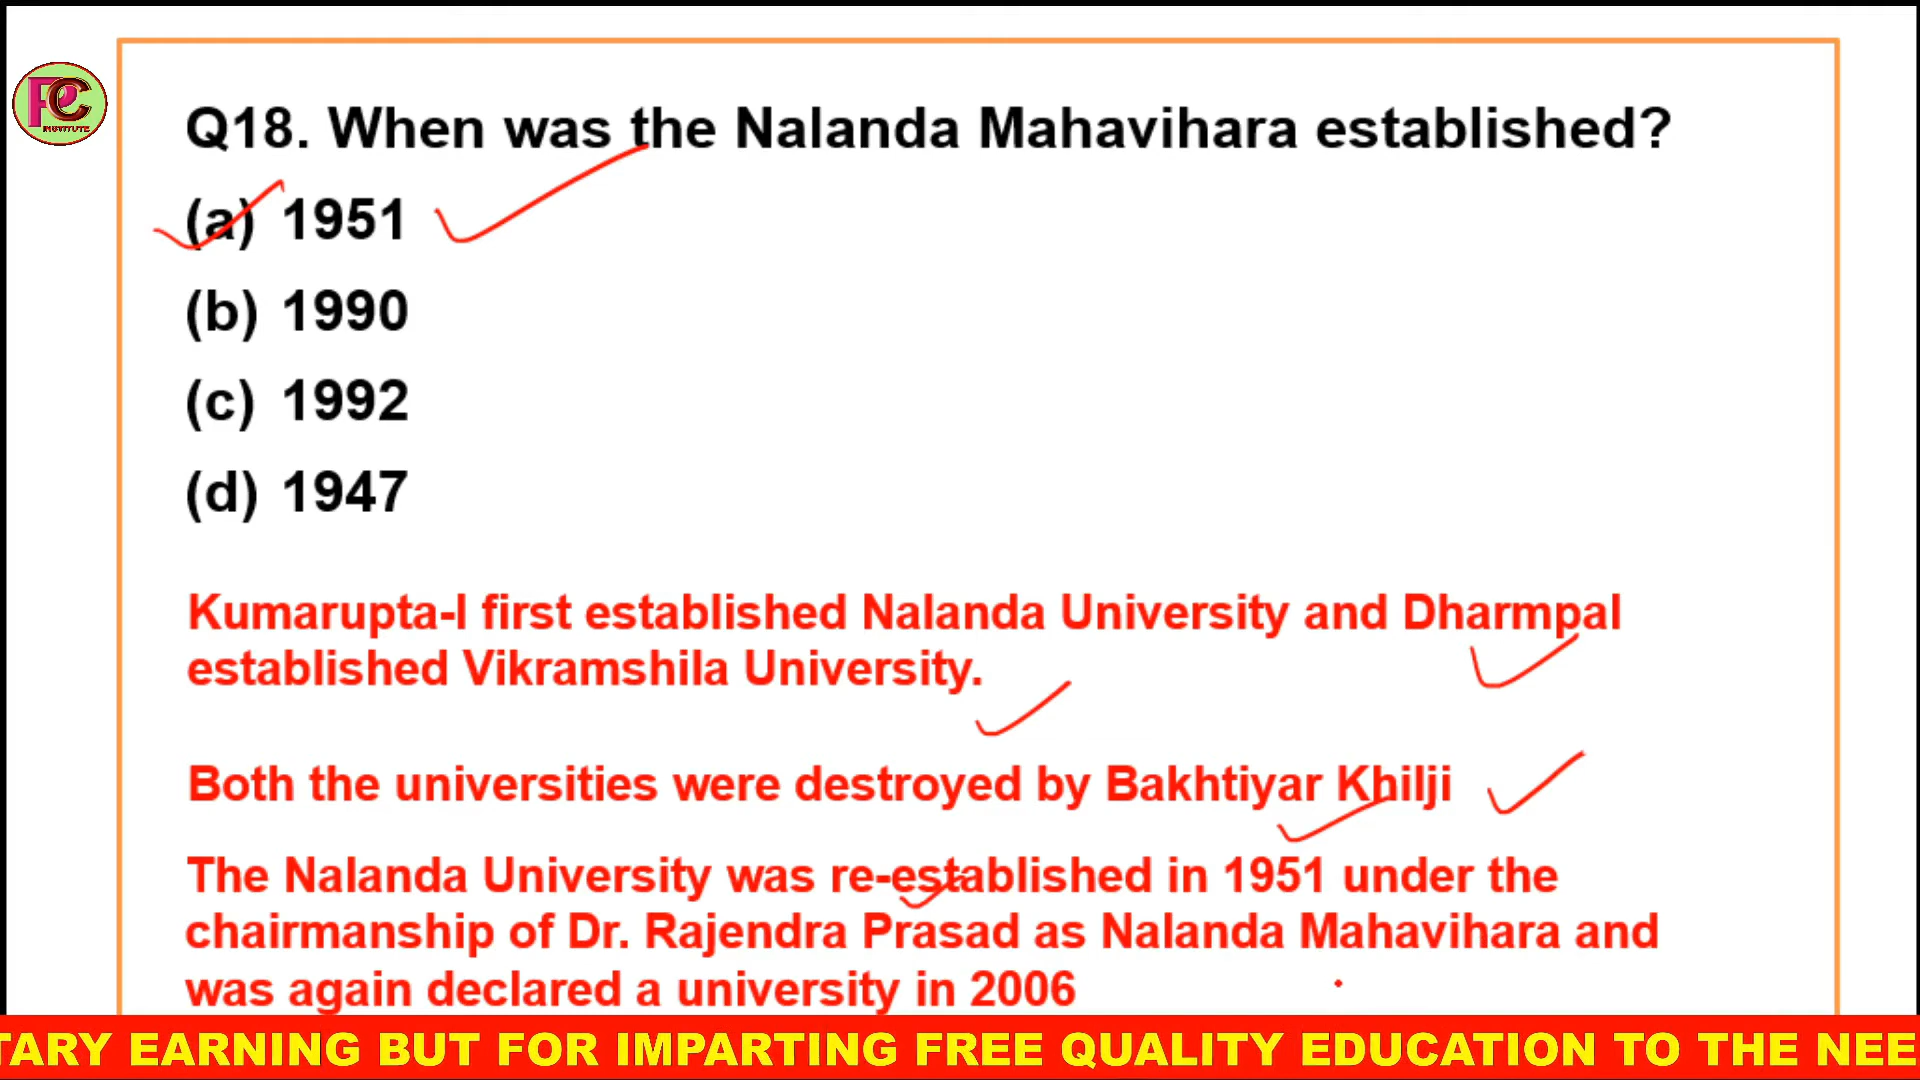 PC
INSTITUTE
Q18. When was the Nalanda Mahavihara established?
(a) 1951
(b) 1990
(c) 1992
(d) 1947
Kumarupta-I first established Nalanda University and Dharmpal
established Vikramshila University.
Both the universities were destroyed by Bakhtiyar Khilji
The Nalanda University was re-established in 1951 under the
chairmanship of Dr. Rajendra Prasad as Nalanda Mahavihara and
was again declared a university in 2006
TARY EARNING BUT FOR IMPARTING FREE QUALITY EDUCATION TO THE NEE